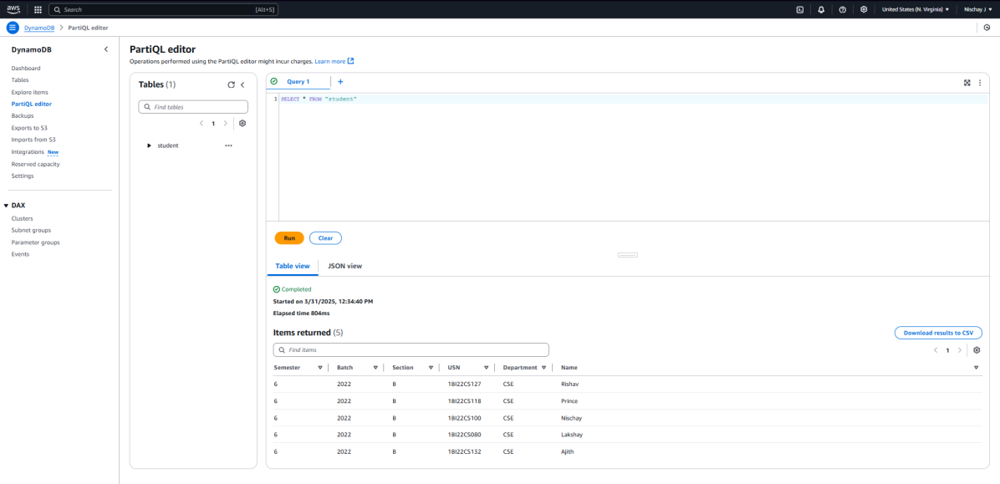 aws Search [Alt+S] United States (N. Virginia) Nischay J
DynamoDB > PartiQL editor
DynamoDB
Dashboard
Tables
Explore items
PartiQL editor
Backups
Exports to S3
Imports from S3
Integrations New
Reserved capacity
Settings
DAX
Clusters
Subnet groups
Parameter groups
Events
PartiQL editor
Operations performed using the PartiQL editor might incur charges. Learn more
Tables (1)
Find tables
1
student
Query 1
1 SELECT * FROM "student"
Run Clear
Table view JSON view
Completed
Started on 3/31/2025, 12:34:40 PM
Elapsed time 804ms
Items returned (5) Download results to CSV
Find items 1
Semester Batch Section USN Department Name
6 2022 B 1BI22CS127 CSE Rishav
6 2022 B 1BI22CS118 CSE Prince
6 2022 B 1BI22CS100 CSE Nischay
6 2022 B 1BI22CS080 CSE Lakshay
6 2022 B 1BI22CS132 CSE Ajith